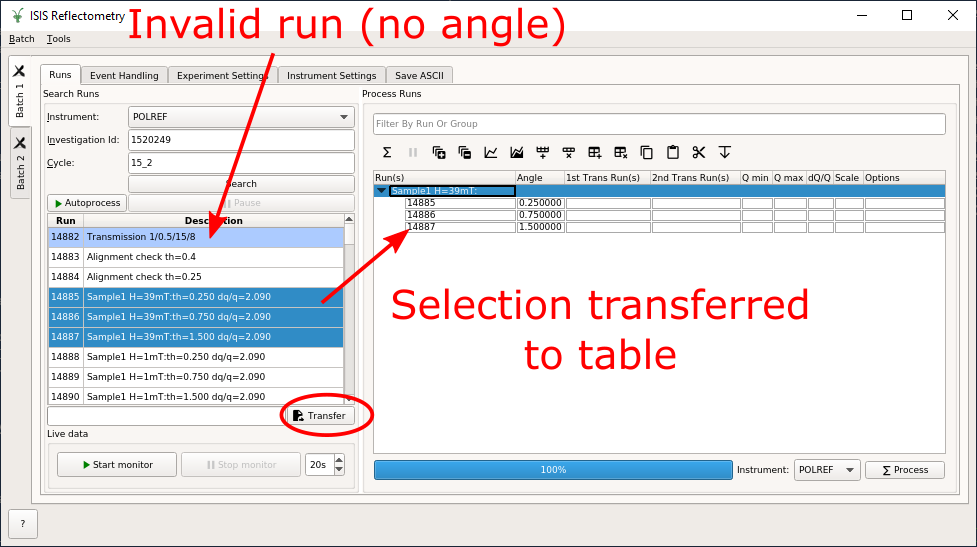 ISIS Reflectometry
Invalid run (no angle)
Batch Tools
Batch 1
Batch 2
Runs Event Handling Experiment Settings Instrument Settings Save ASCII
Search Runs
Instrument: POLREF
Investigation Id: 1520249
Cycle: 15_2
Search
Autoprocess Pause
Run Description
14882 Transmission 1/0.5/15/8
14883 Alignment check th=0.4
14884 Alignment check th=0.25
14885 Sample1 H=39mT:th=0.250 dq/q=2.090
14886 Sample1 H=39mT:th=0.750 dq/q=2.090
14887 Sample1 H=39mT:th=1.500 dq/q=2.090
14888 Sample1 H=1mT:th=0.250 dq/q=2.090
14889 Sample1 H=1mT:th=0.750 dq/q=2.090
14890 Sample1 H=1mT:th=1.500 dq/q=2.090
Transfer
Live data
Start monitor Stop monitor 20s
?
Process Runs
Filter By Run Or Group
Run(s) Angle 1st Trans Run(s) 2nd Trans Run(s) Q min Q max dQ/Q Scale Options
Sample1 H=39mT:
14885 0.250000
14886 0.750000
14887 1.500000
Selection transferred
to table
100% Instrument: POLREF Σ Process